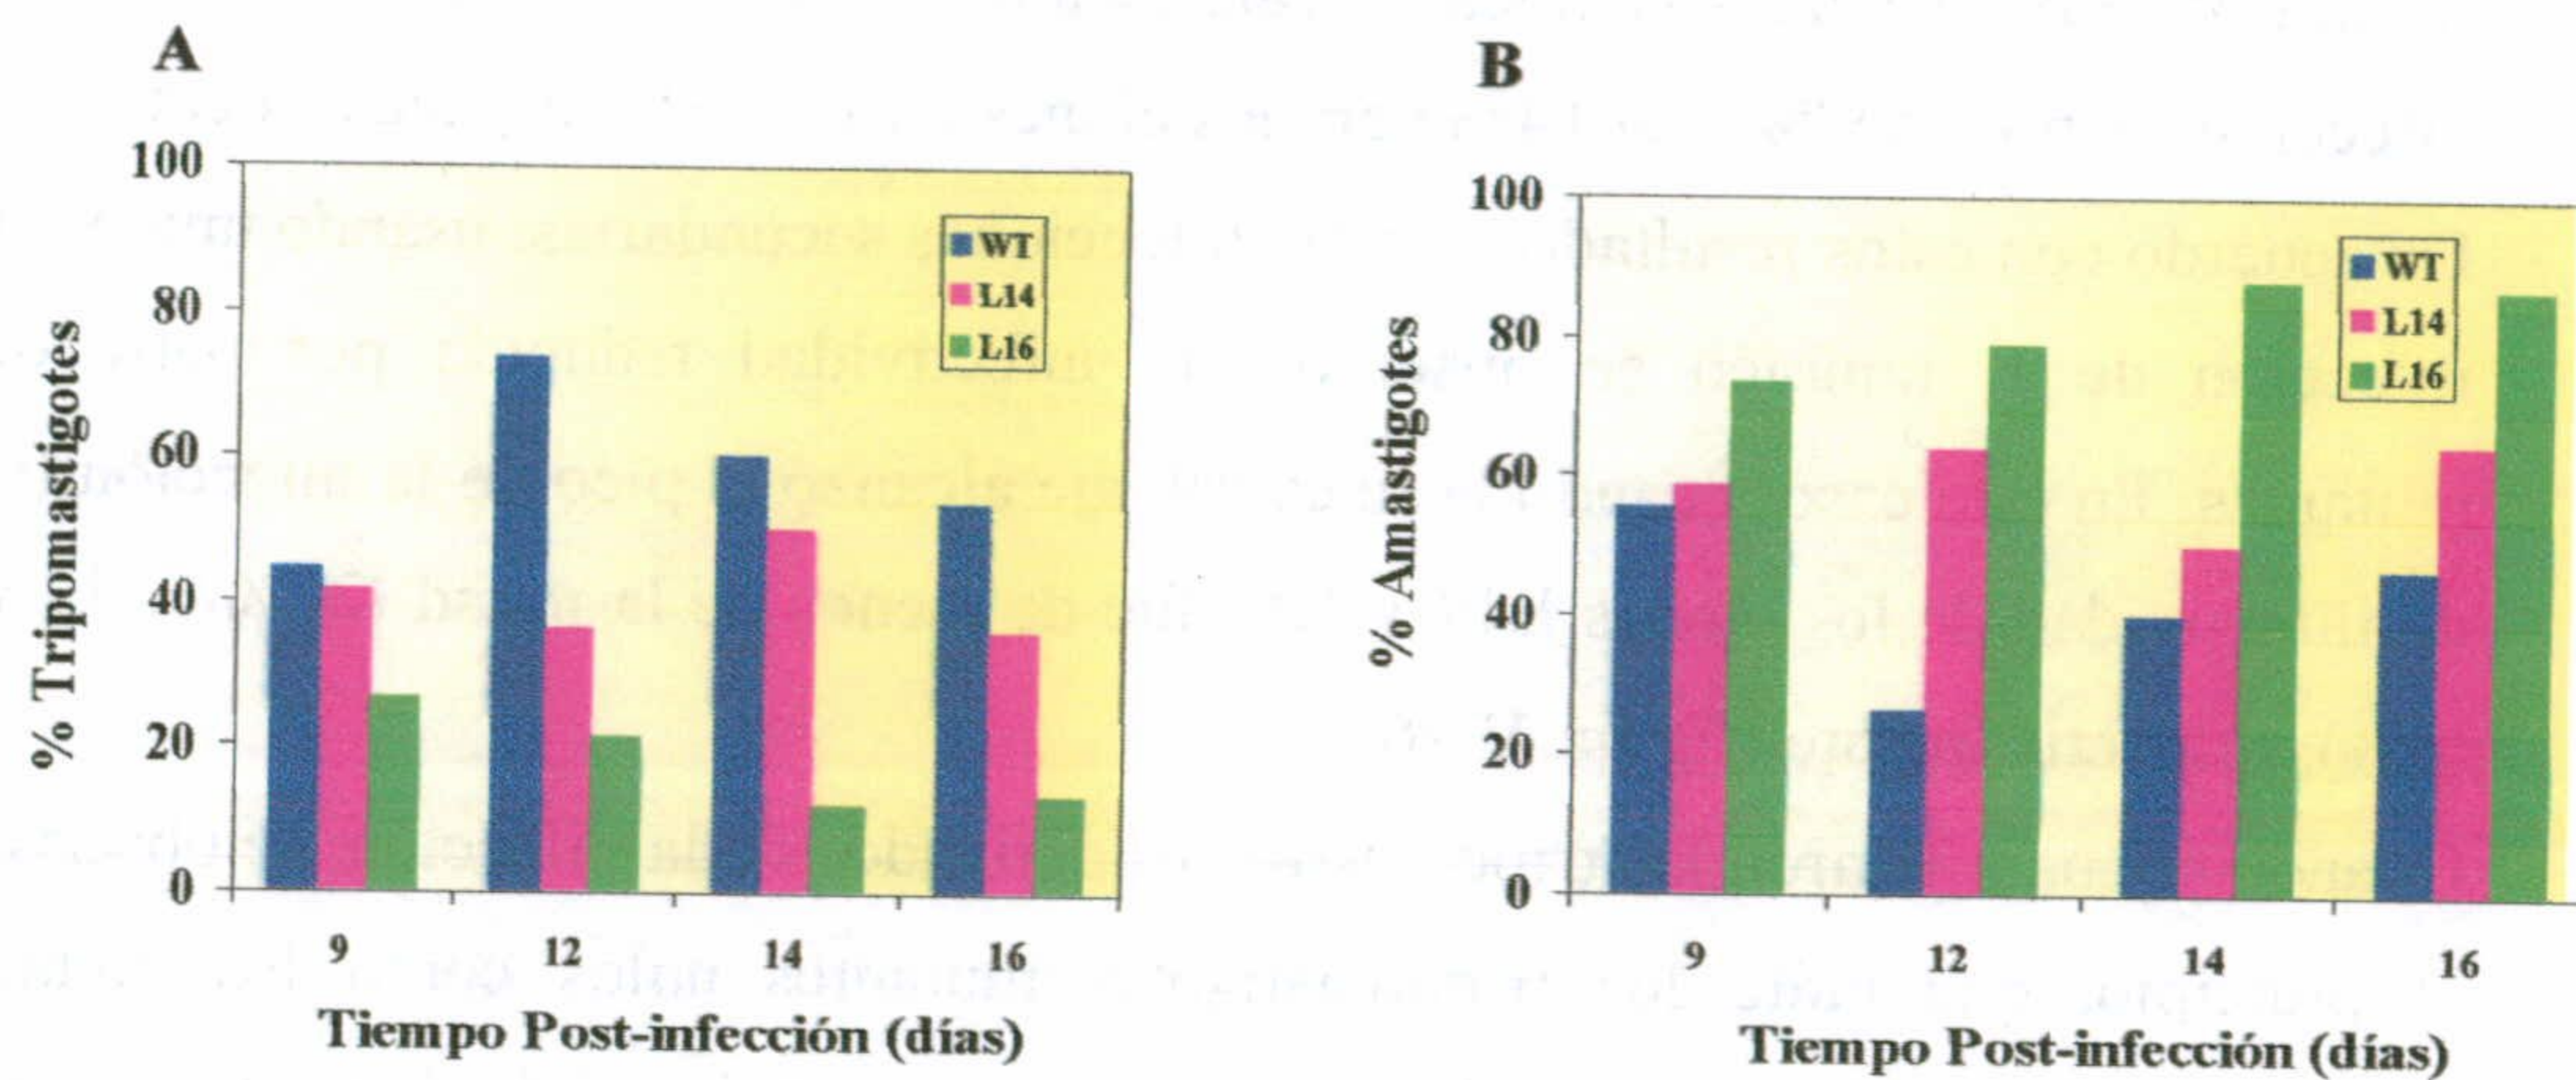 A
% Tripomastigotes
100
80
60
40
20
0
WT
L14
L16
9 12 14 16
Tiempo Post-infección (días)
B
% Amastigotes
100
80
60
40
20
0
WT
L14
L16
9 12 14 16
Tiempo Post-infección (días)